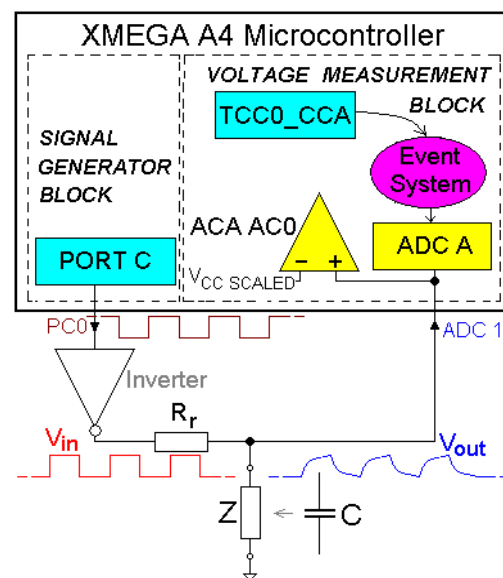 XMEGA A4 Microcontroller
VOLTAGE MEASUREMENT
BLOCK
TCC0_CCA
SIGNAL
GENERATOR
BLOCK
Event
System
ACA AC0
PORT C
ADC A
− +
VCC SCALED
PC0
ADC 1
Inverter
Rr
Vin
Vout
Z
C